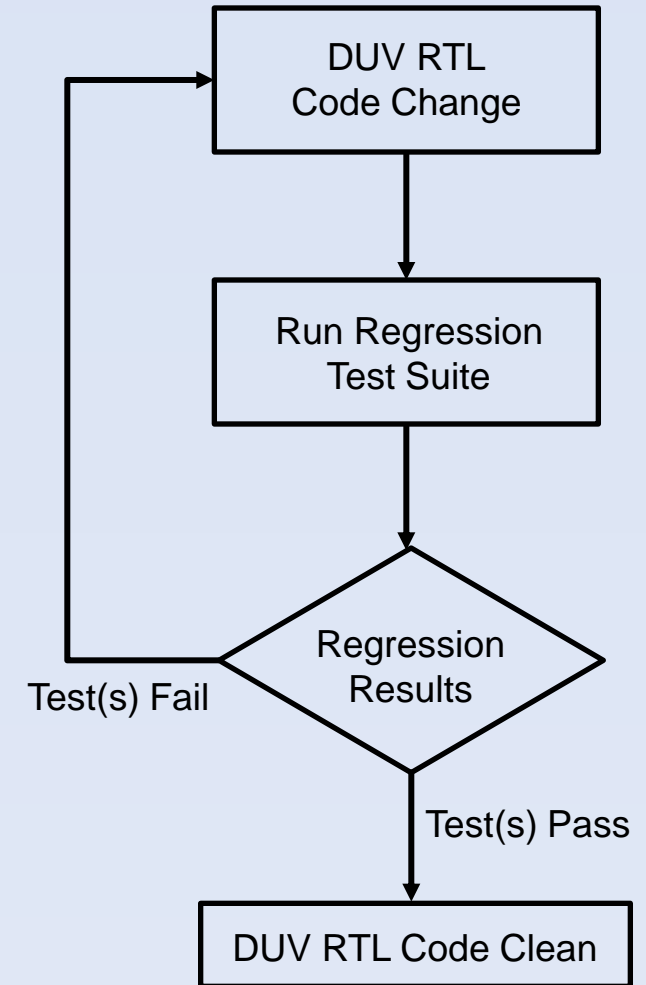 DUV RTL
Code Change
Run Regression
Test Suite
Regression
Results
Test(s) Fail
Test(s) Pass
DUV RTL Code Clean